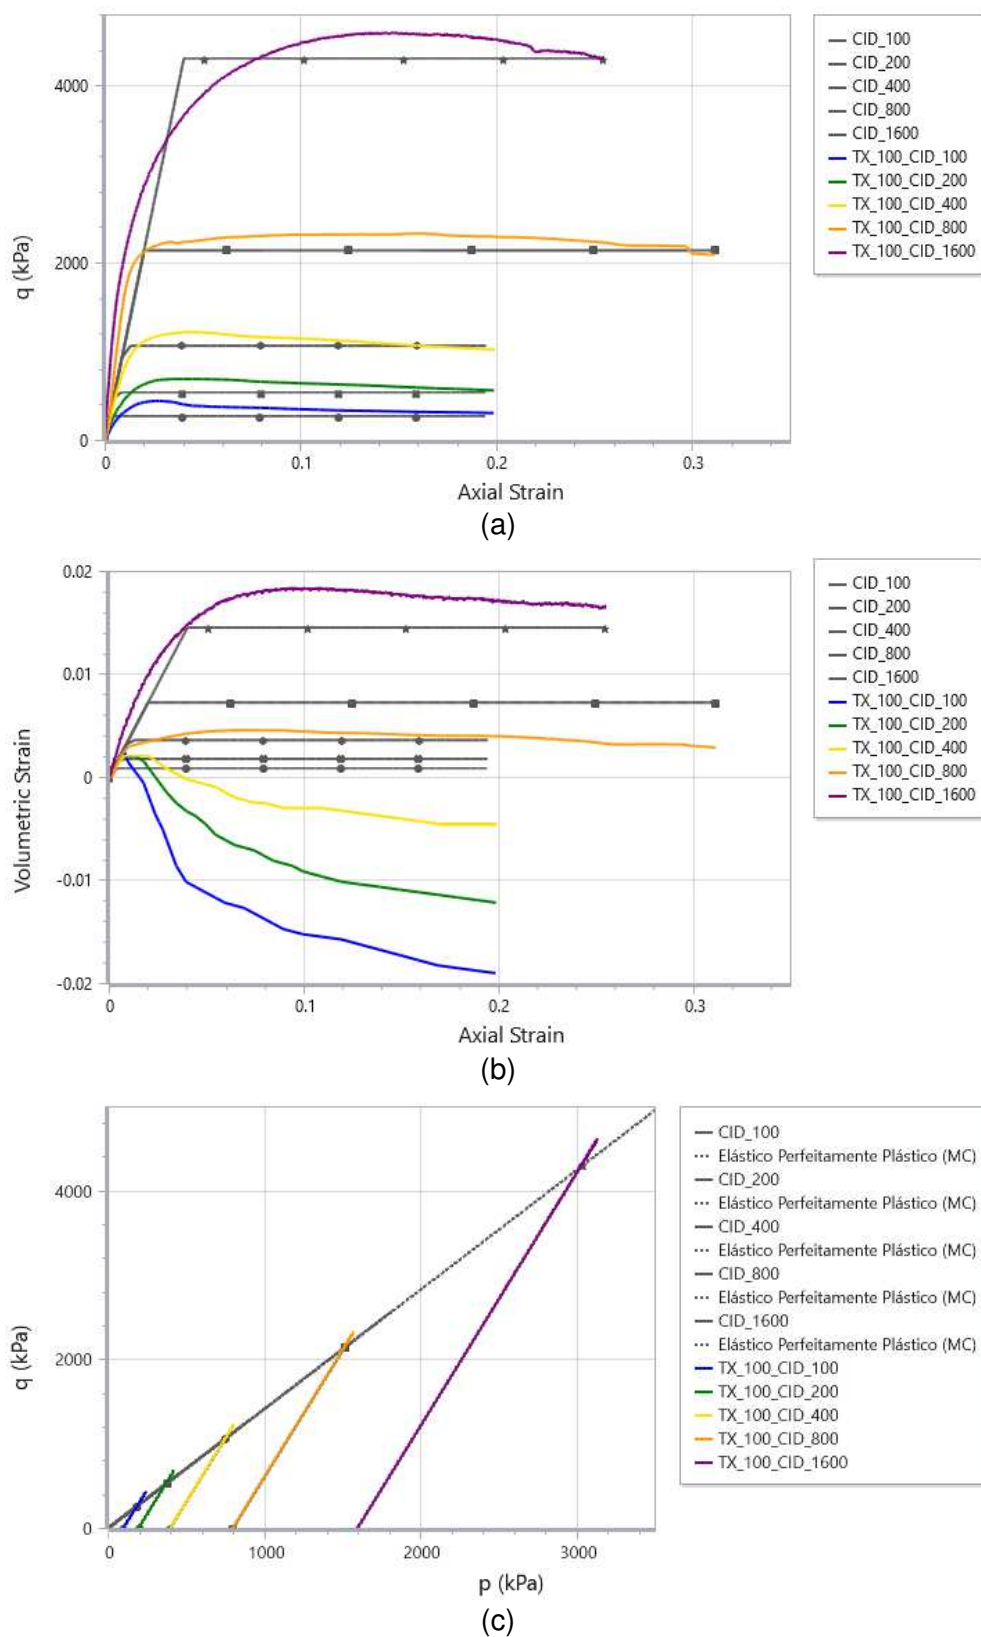 4000
2000
0
q (kPa)
0
0.1
0.2
0.3
Axial Strain
CID_100
CID_200
CID_400
CID_800
CID_1600
TX_100_CID_100
TX_100_CID_200
TX_100_CID_400
TX_100_CID_800
TX_100_CID_1600
(a)
0.02
0.01
0
-0.01
-0.02
Volumetric Strain
0
0.1
0.2
0.3
Axial Strain
CID_100
CID_200
CID_400
CID_800
CID_1600
TX_100_CID_100
TX_100_CID_200
TX_100_CID_400
TX_100_CID_800
TX_100_CID_1600
(b)
4000
2000
0
q (kPa)
0
1000
2000
3000
p (kPa)
CID_100
Elástico Perfeitamente Plástico (MC)
CID_200
Elástico Perfeitamente Plástico (MC)
CID_400
Elástico Perfeitamente Plástico (MC)
CID_800
Elástico Perfeitamente Plástico (MC)
CID_1600
Elástico Perfeitamente Plástico (MC)
TX_100_CID_100
TX_100_CID_200
TX_100_CID_400
TX_100_CID_800
TX_100_CID_1600
(c)